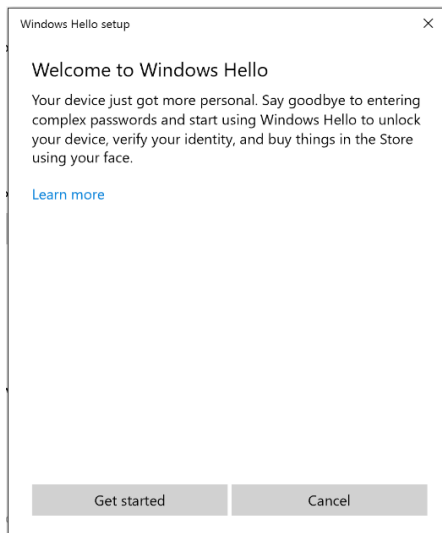 Windows Hello setup
Welcome to Windows Hello
Your device just got more personal. Say goodbye to entering
complex passwords and start using Windows Hello to unlock
your device, verify your identity, and buy things in the Store
using your face.
Learn more
Get started
Cancel